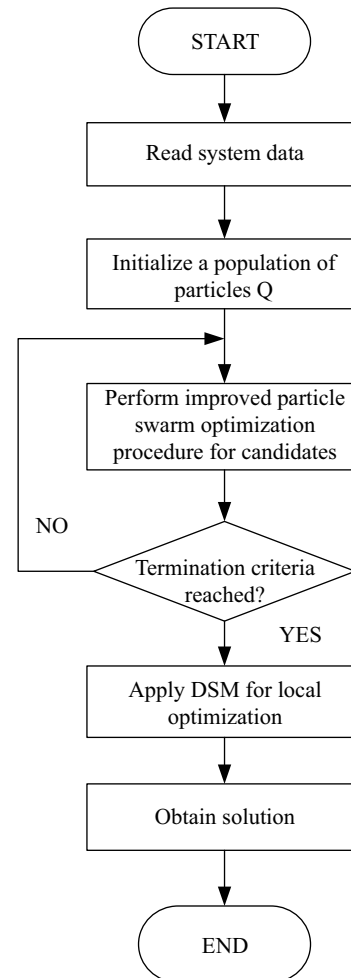 START
Read system data
Initialize a population of
particles Q
Perform improved particle
swarm optimization
procedure for candidates
NO
Termination criteria
reached?
YES
Apply DSM for local
optimization
Obtain solution
END